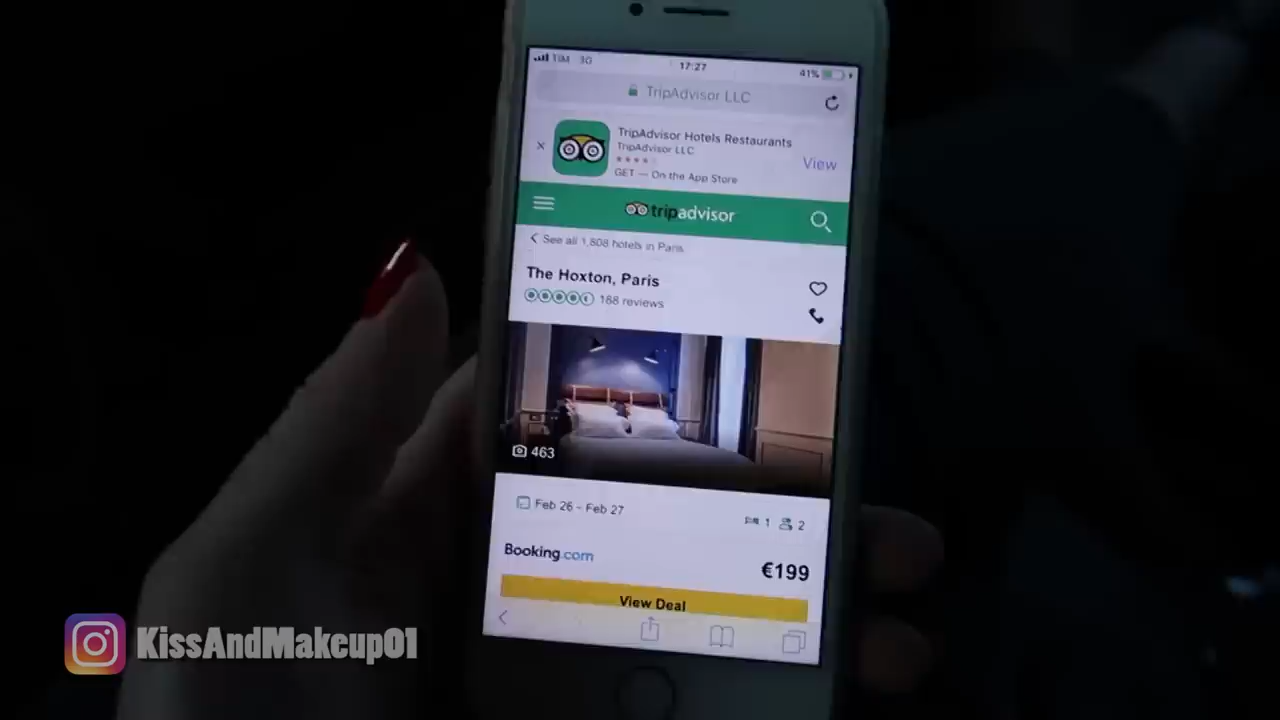 TIM 3G 17:27 41%
TripAdvisor LLC
TripAdvisor Hotels Restaurants
TripAdvisor LLC
GET — On the App Store
View
tripadvisor
See all 1,808 hotels in Paris
The Hoxton, Paris
188 reviews
463
Feb 26 - Feb 27
1 2
Booking.com
€199
View Deal
KissAndMakeup01